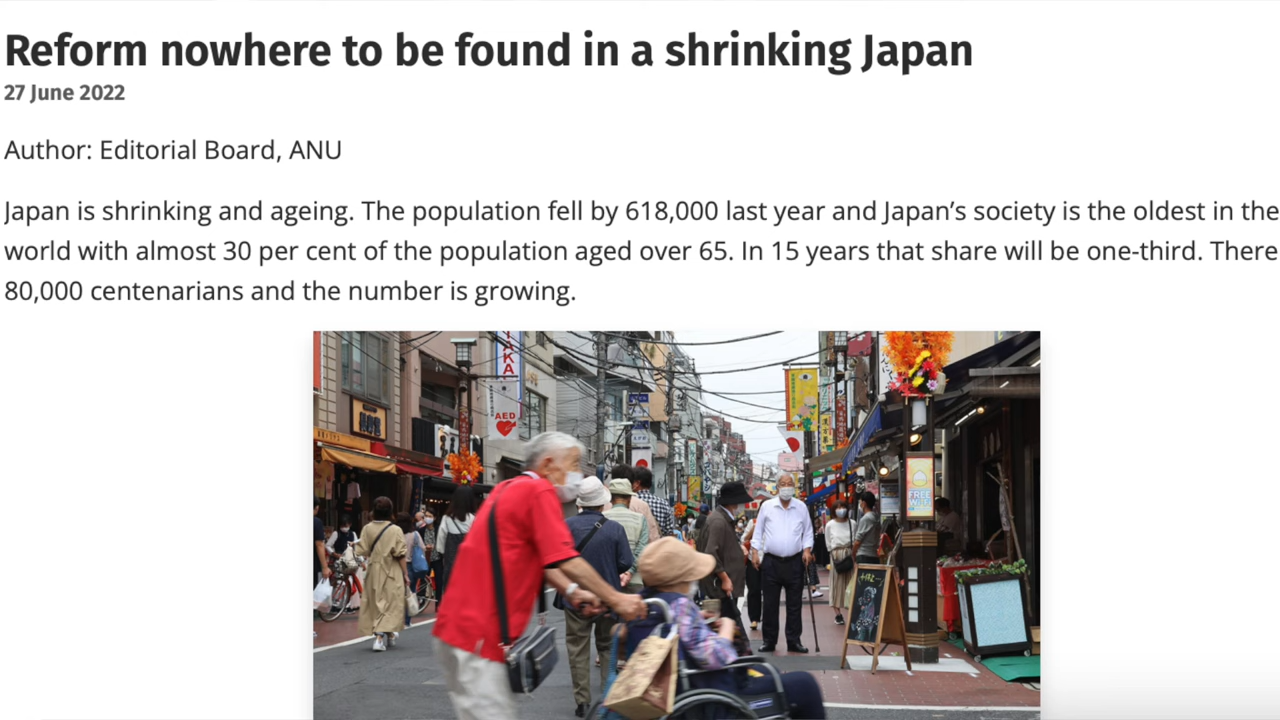 Reform nowhere to be found in a shrinking Japan
27 June 2022
Author: Editorial Board, ANU
Japan is shrinking and ageing. The population fell by 618,000 last year and Japan’s society is the oldest in the
world with almost 30 per cent of the population aged over 65. In 15 years that share will be one-third. There
80,000 centenarians and the number is growing.
AED
FREE